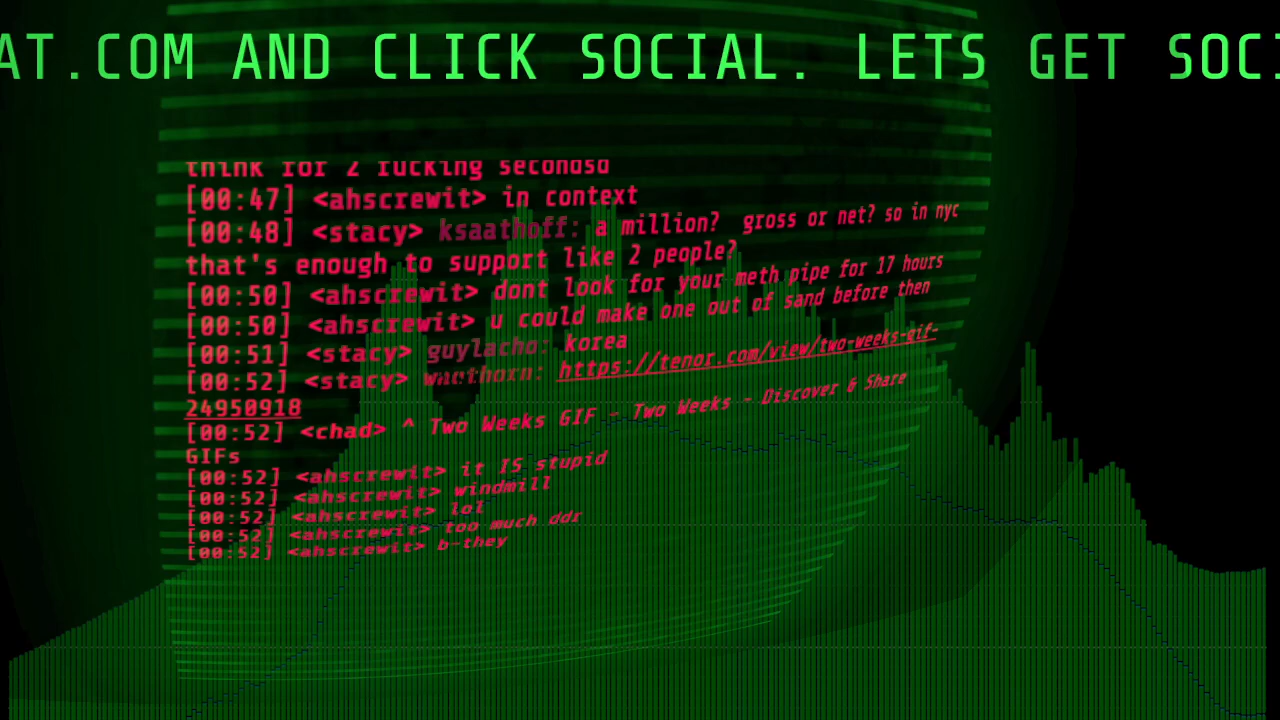 AT.COM AND CLICK SOCIAL. LETS GET SOCI
think for 2 fucking secondso
[00:47] <ahscrewit> in context
[00:48] <stacy> ksaathoff: a million?  gross or net? so in nyc
that's enough to support like 2 people?
[00:50] <ahscrewit> dont look for your meth pipe for 17 hours
[00:50] <ahscrewit> u could make one out of sand before then
[00:51] <stacy> guylacho: korea
[00:52] <stacy> https://tenor.com/view/two-weeks-gif-
24950918
[00:52] <chad> ^ Two Weeks GIF - Two Weeks - Discover & Share
GIFs
[00:52] <ahscrewit> it IS stupid
[00:52] <ahscrewit> windmill
[00:52] <ahscrewit> lol
[00:52] <ahscrewit> too much ddr
[00:52] <ahscrewit> b-they